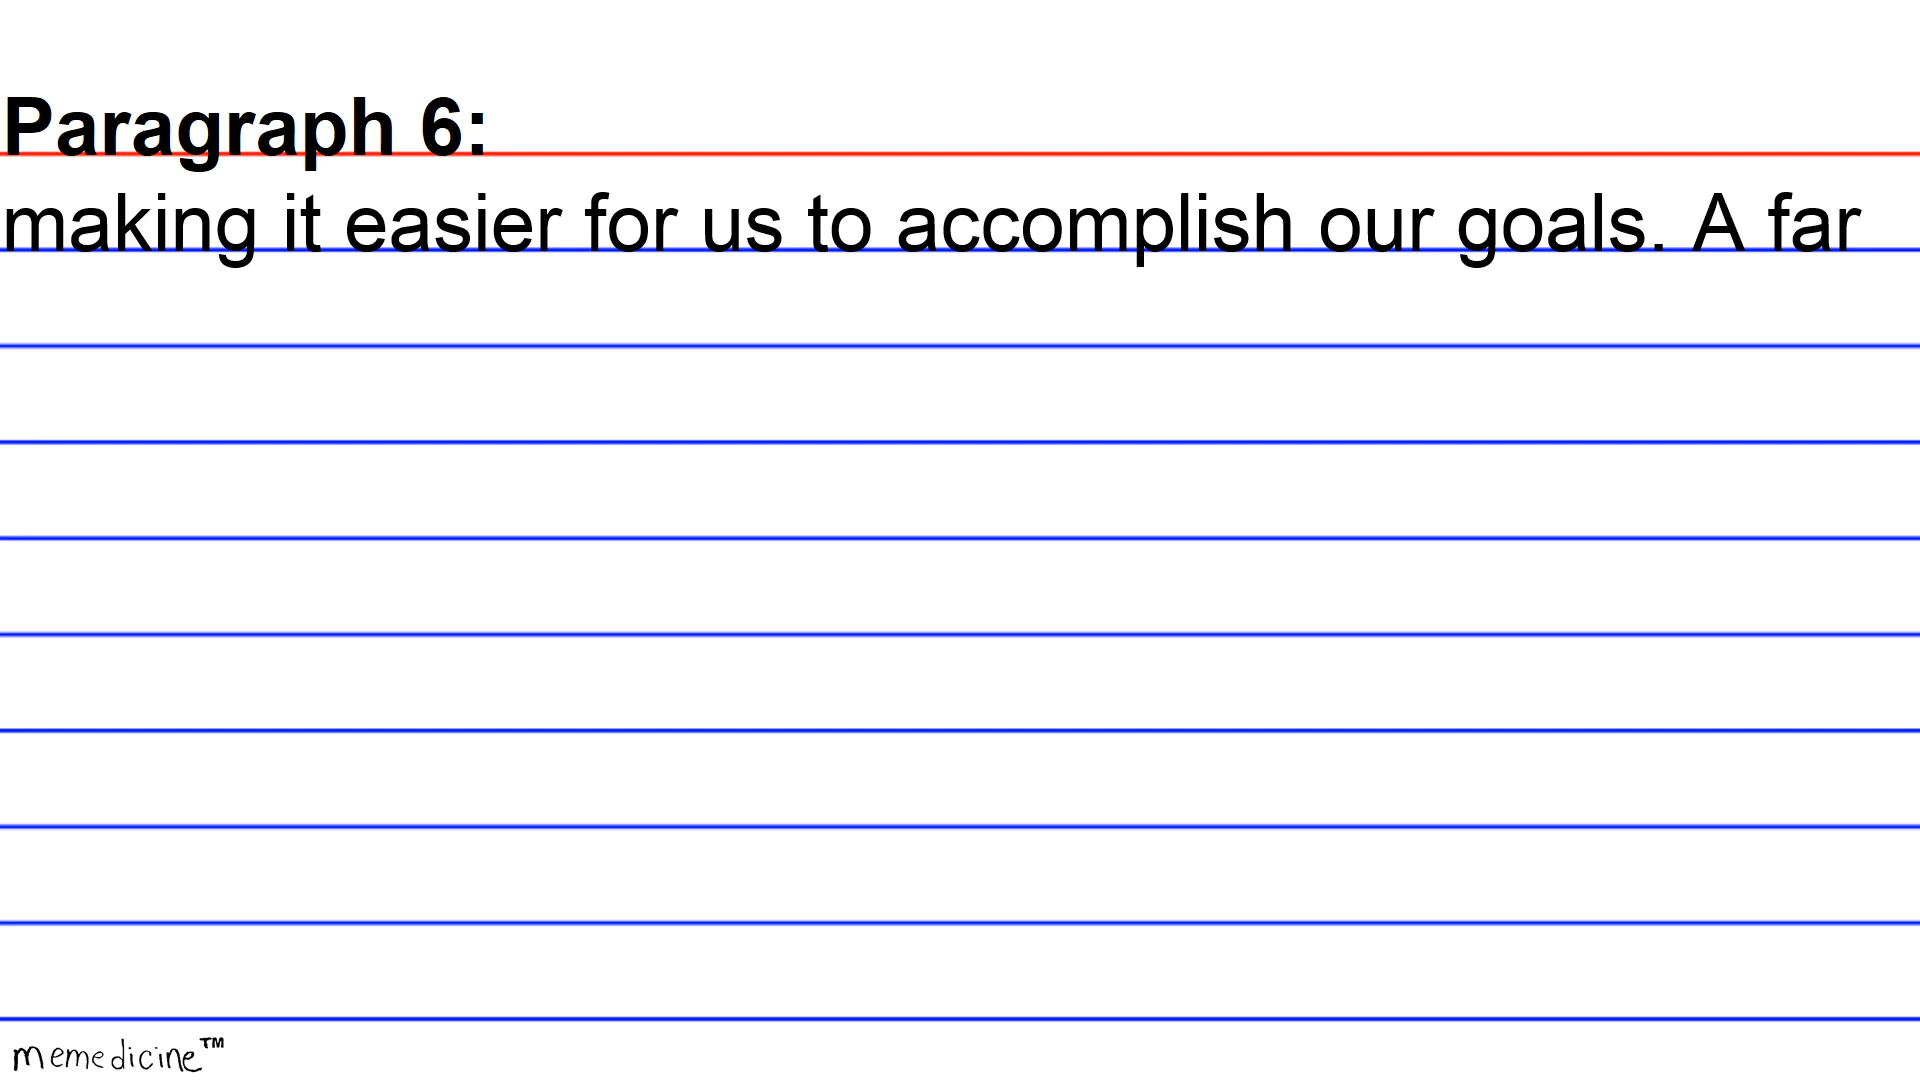 Paragraph 6:
making it easier for us to accomplish our goals. A far
memedicine™